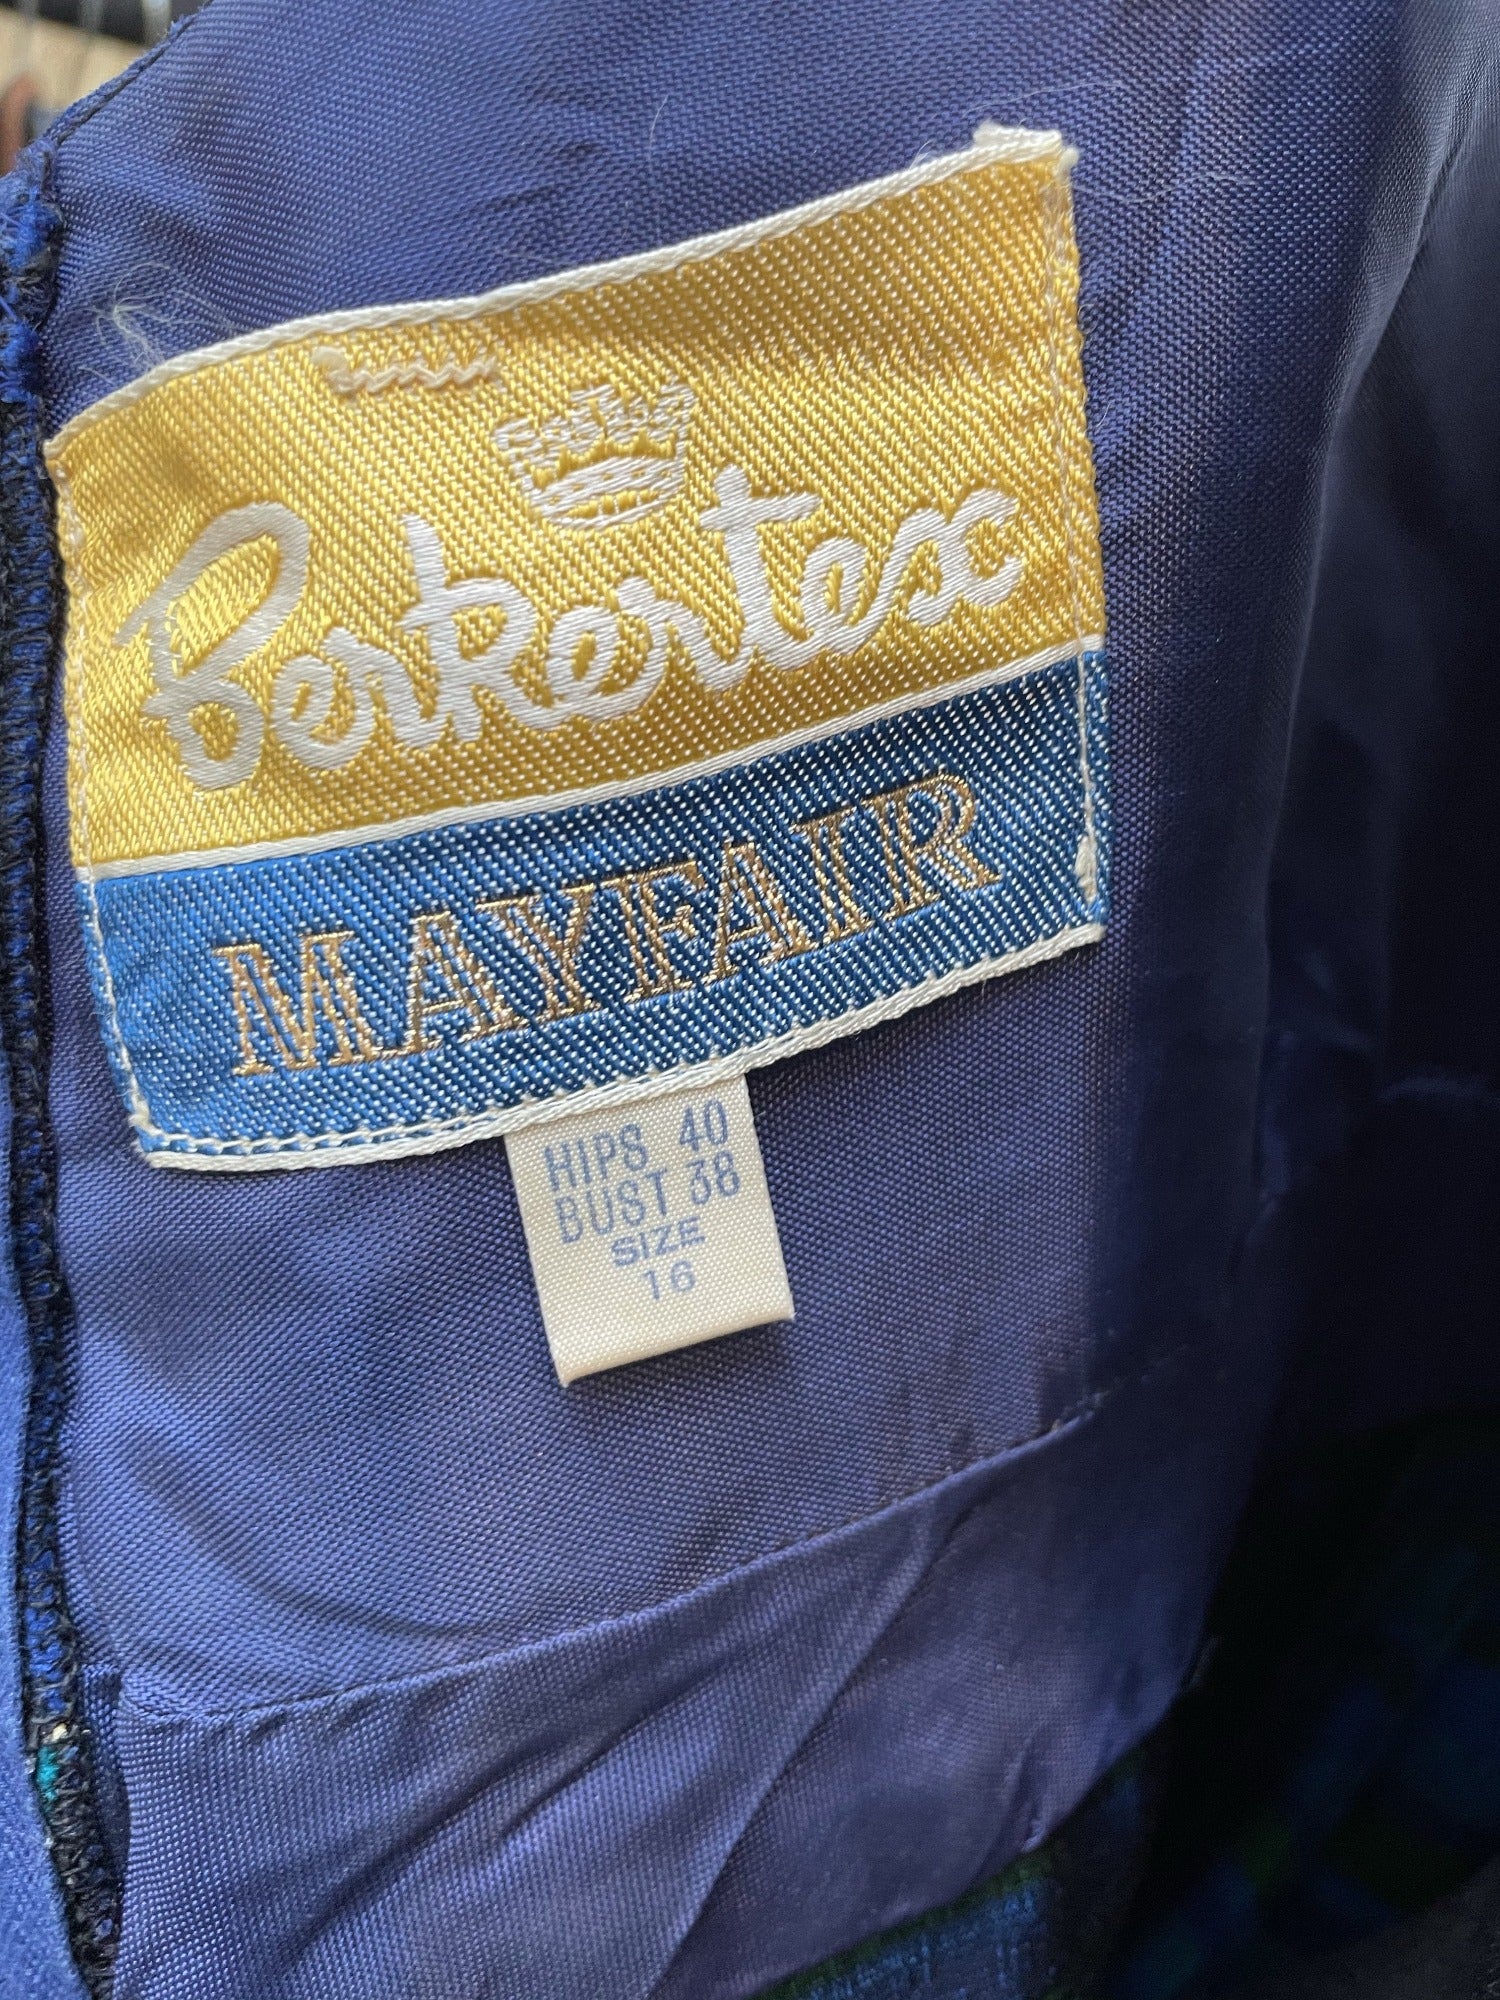 Berkertex
MAYFAIR
HIPS 40
BUST 38
SIZE
16